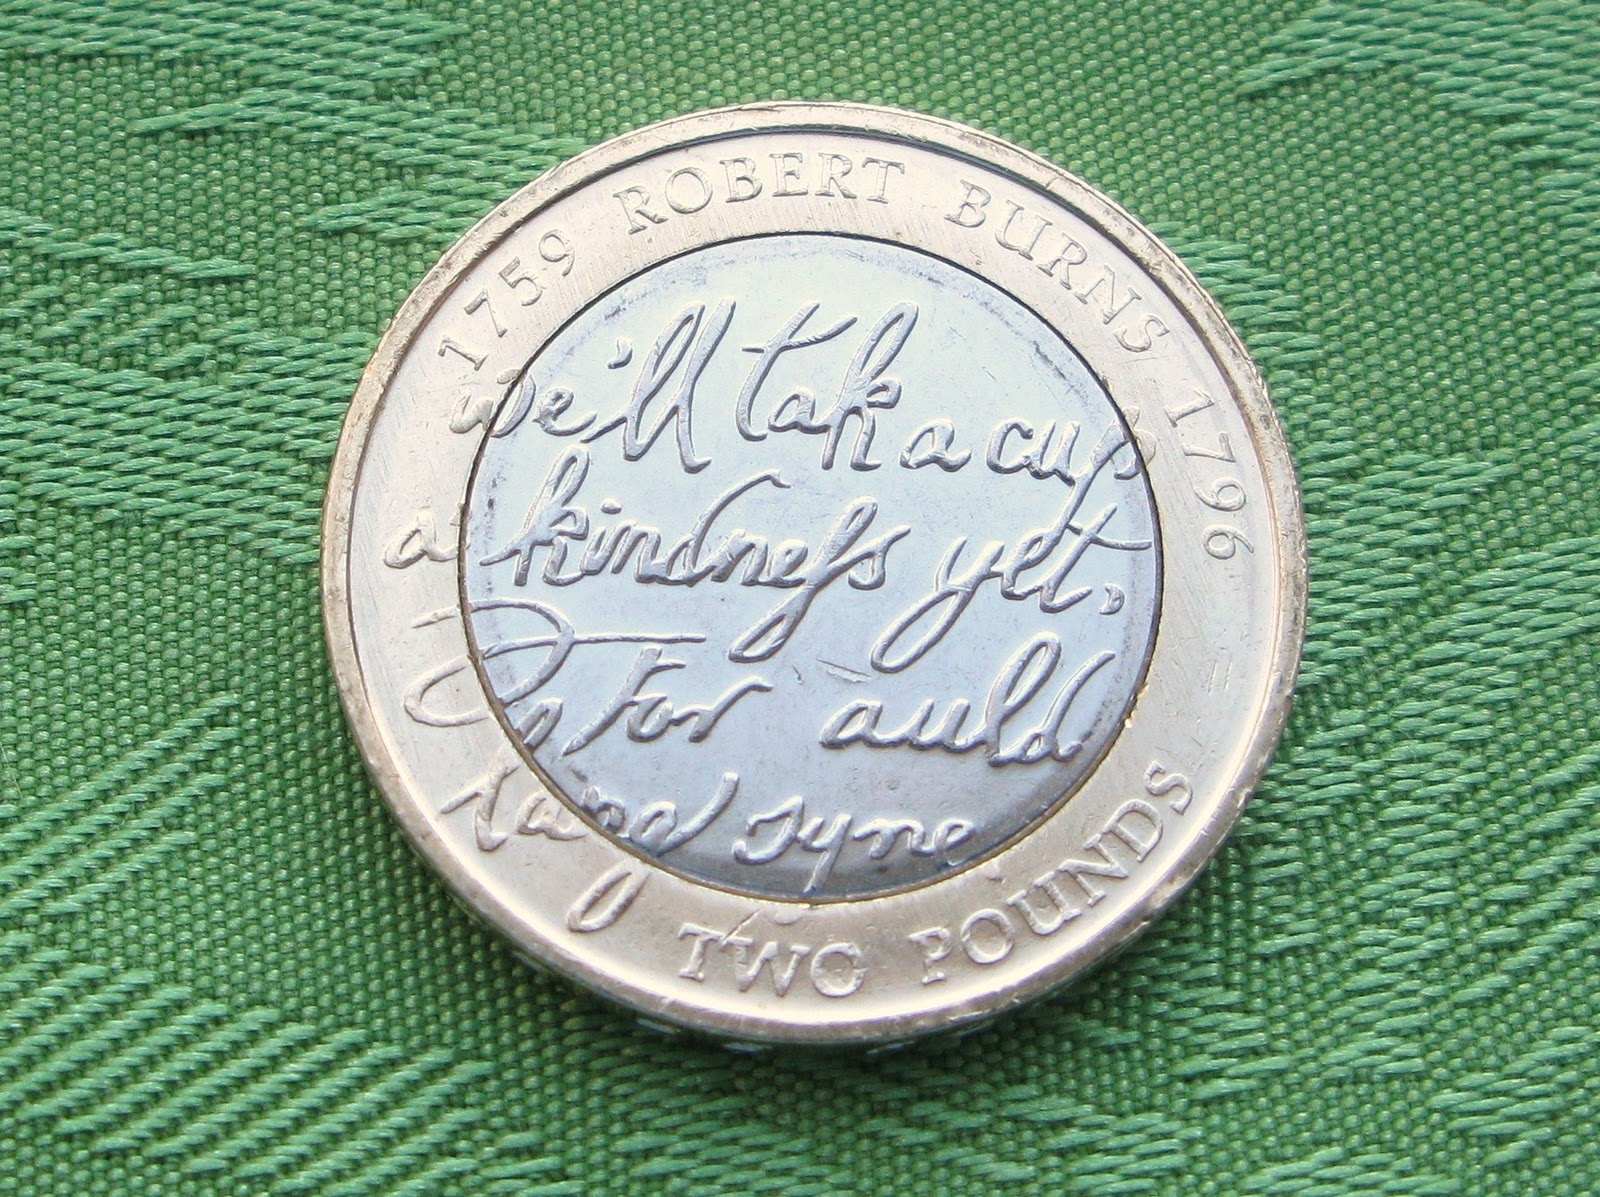 1759 ROBERT BURNS 1796
we'll tak a cup
a kindneſs yet,
For auld
lang syne
TWO POUNDS